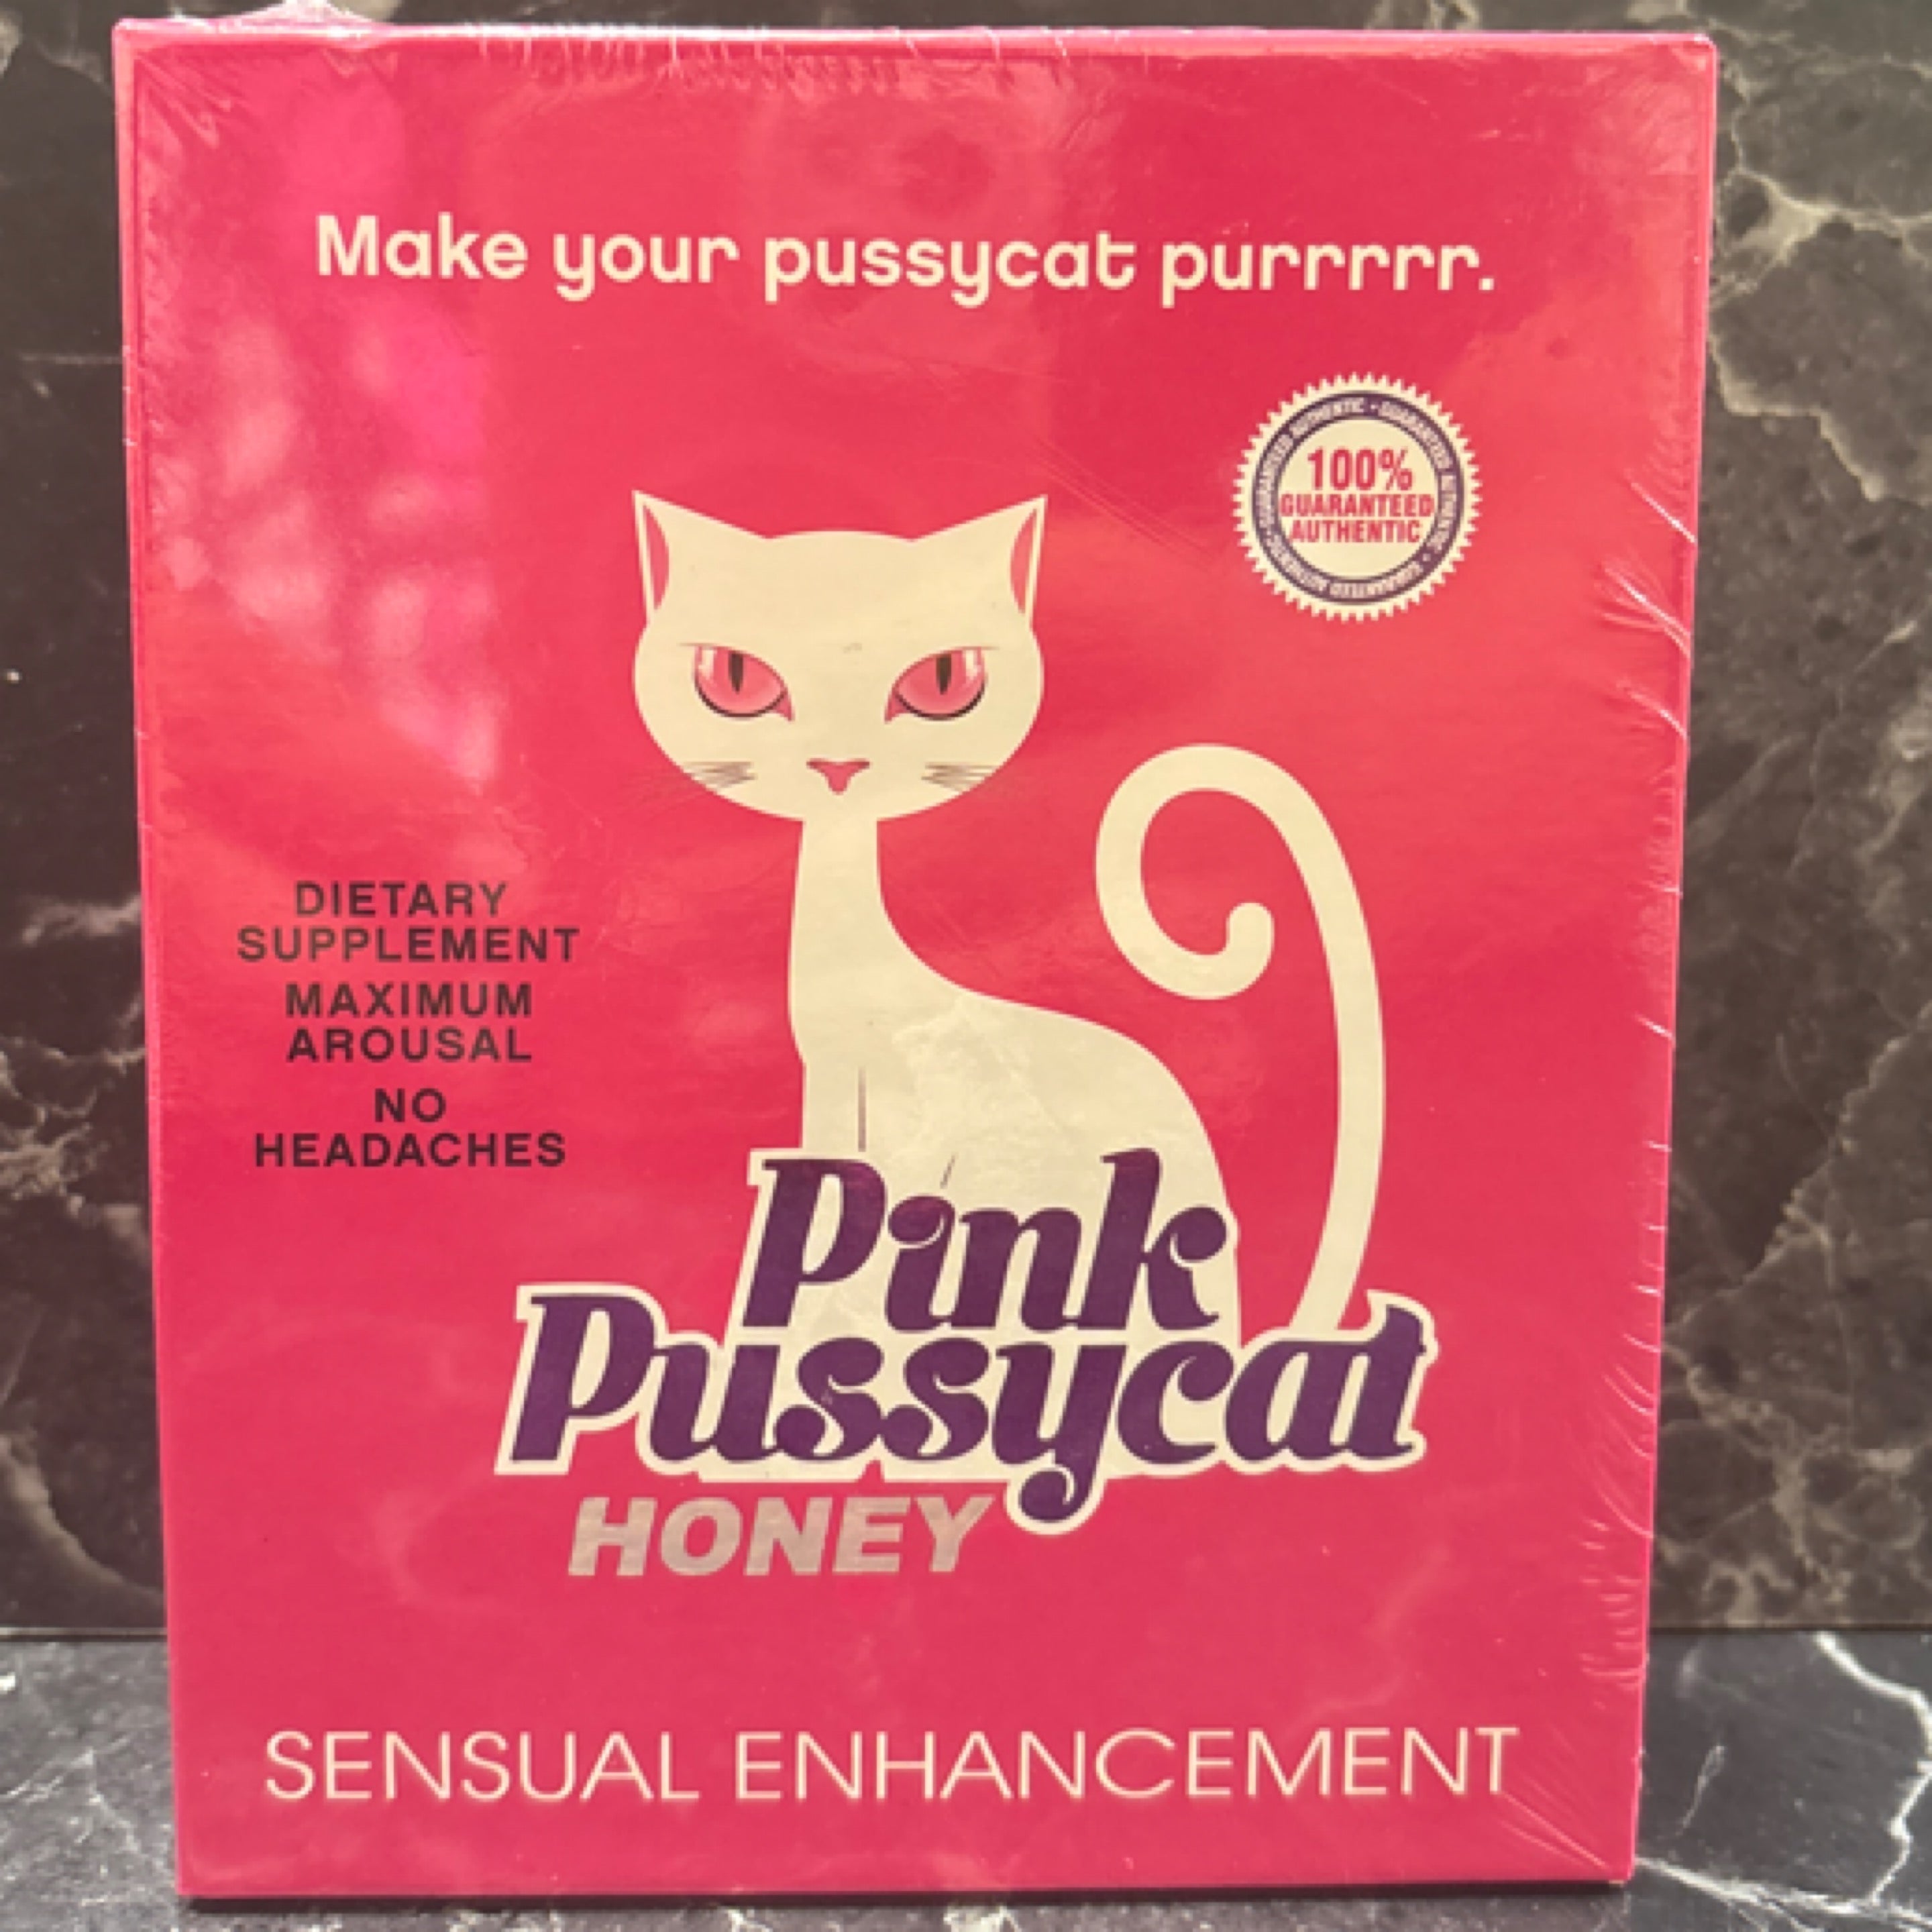 Make your pussycat purrrrr.
100%
GUARANTEED
AUTHENTIC
DIETARY
SUPPLEMENT
MAXIMUM
AROUSAL
NO
HEADACHES
Pink
Pussycat
HONEY
SENSUAL ENHANCEMENT